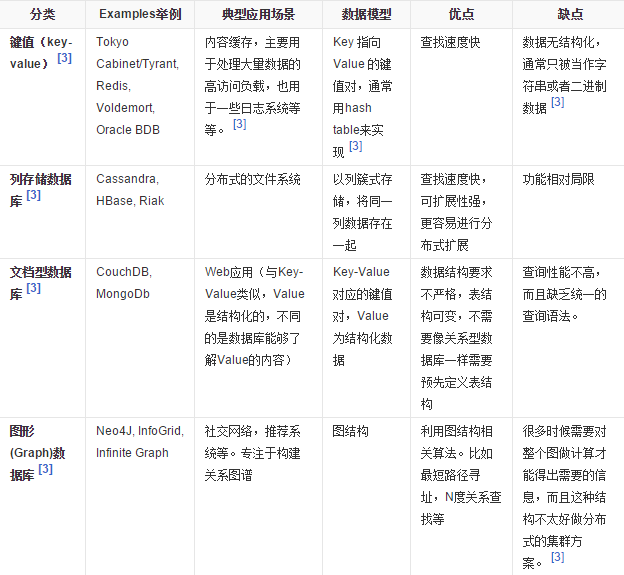 分类
Examples举例
典型应用场景
数据模型
优点
缺点
键值（key-
value） [3]
Tokyo
Cabinet/Tyrant,
Redis,
Voldemort,
Oracle BDB
内容缓存，主要用
于处理大量数据的
高访问负载，也用
于一些日志系统等
等。 [3]
Key 指向
Value 的键
值对，通常
用hash
table来实
现 [3]
查找速度快
数据无结构化，
通常只被当作字
符串或者二进制
数据 [3]
列存储数据
库 [3]
Cassandra,
HBase, Riak
分布式的文件系统
以列簇式存
储，将同一
列数据存在
一起
查找速度快，
可扩展性强，
更容易进行分
布式扩展
功能相对局限
文档型数据
库 [3]
CouchDB,
MongoDb
Web应用（与Key-
Value类似，Value
是结构化的，不同
的是数据库能够了
解Value的内容）
Key-Value
对应的键值
对，Value
为结构化数
据
数据结构要求
不严格，表结
构可变，不需
要像关系型数
据库一样需要
预先定义表结
构
查询性能不高，
而且缺乏统一的
查询语法。
图形
(Graph)数
据库 [3]
Neo4J, InfoGrid,
Infinite Graph
社交网络，推荐系
统等。专注于构建
关系图谱
图结构
利用图结构相
关算法。比如
最短路径寻
址，N度关系查
找等
很多时候需要对
整个图做计算才
能得出需要的信
息，而且这种结
构不太好做分布
式的集群方
案。 [3]